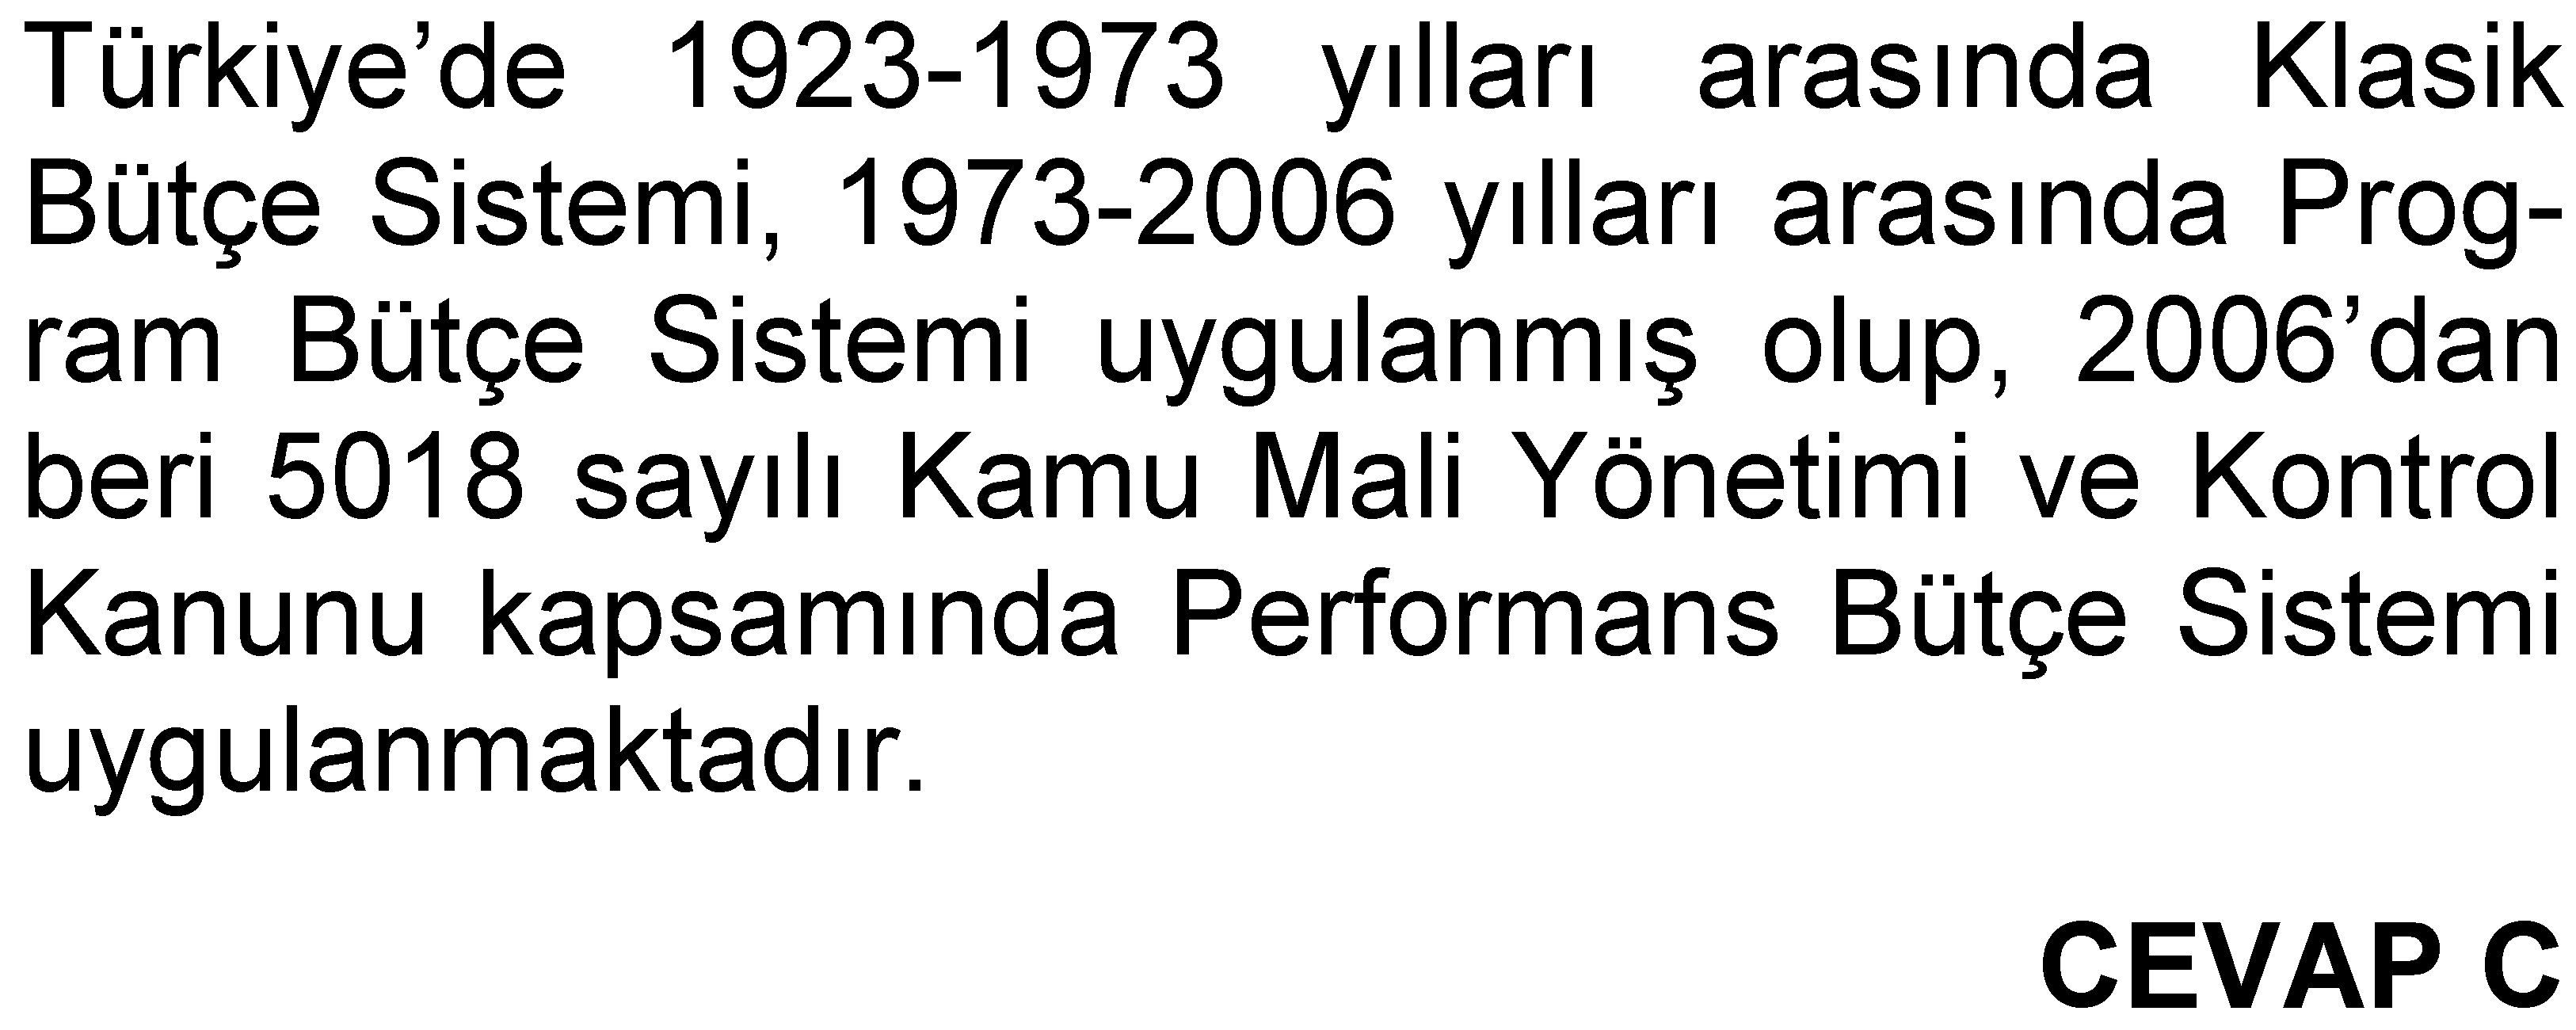 Türkiye’de 1923-1973 yılları arasında Klasik
Bütçe Sistemi, 1973-2006 yılları arasında Prog-
ram Bütçe Sistemi uygulanmış olup, 2006’dan
beri 5018 sayılı Kamu Mali Yönetimi ve Kontrol
Kanunu kapsamında Performans Bütçe Sistemi
uygulanmaktadır.
CEVAP C